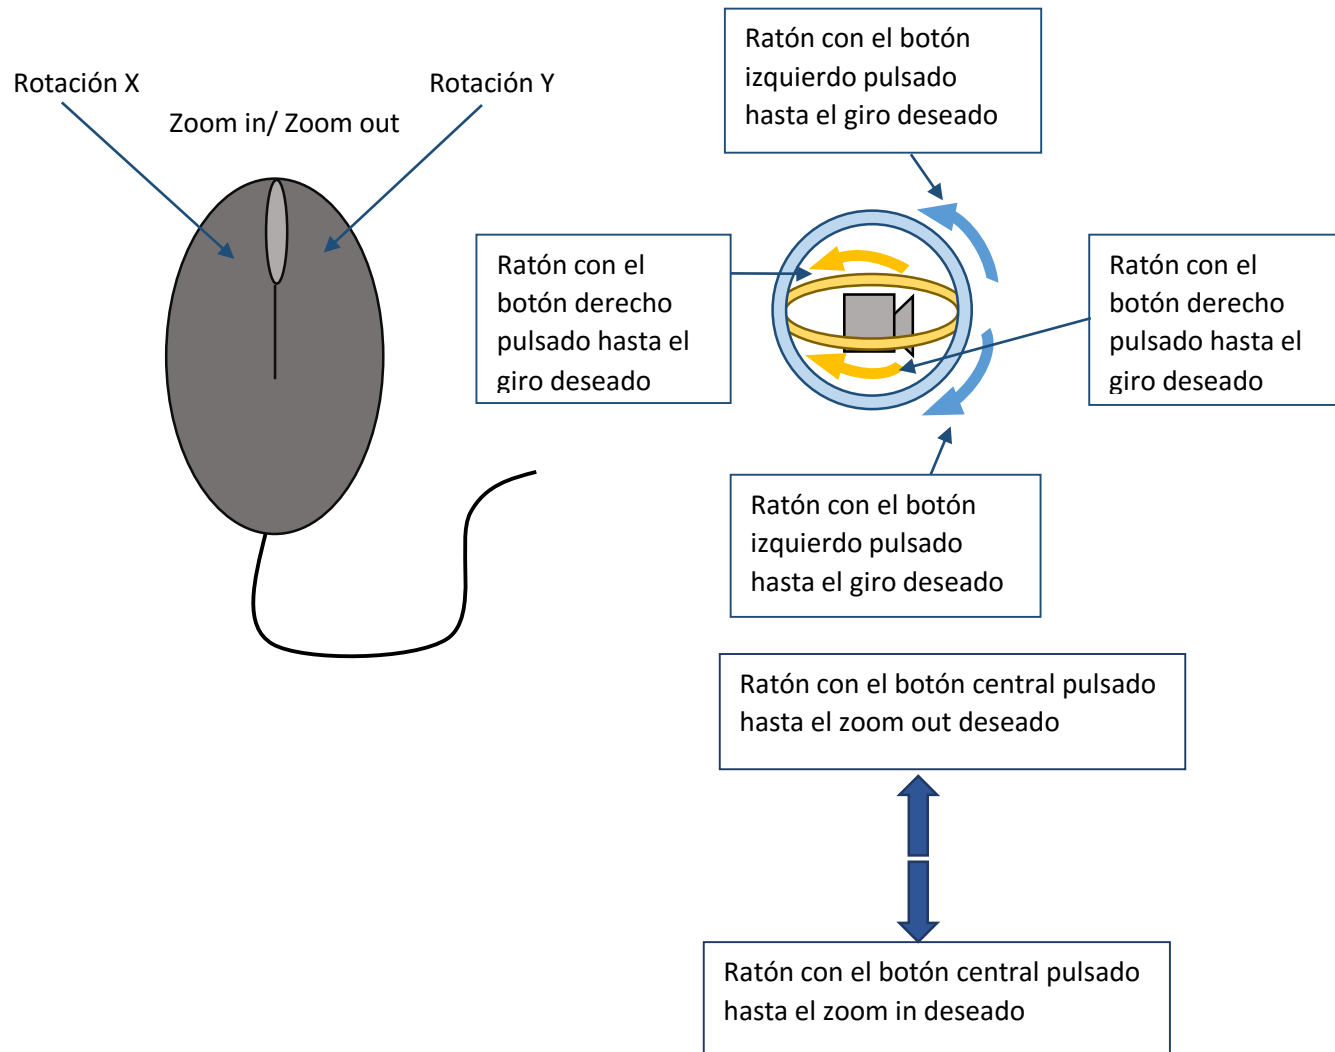 Rotación X
Zoom in/ Zoom out
Rotación Y
Ratón con el botón
izquierdo pulsado
hasta el giro deseado
Ratón con el
botón derecho
pulsado hasta el
giro deseado
Ratón con el
botón derecho
pulsado hasta el
giro deseado
Ratón con el botón
izquierdo pulsado
hasta el giro deseado
Ratón con el botón central pulsado
hasta el zoom out deseado
Ratón con el botón central pulsado
hasta el zoom in deseado